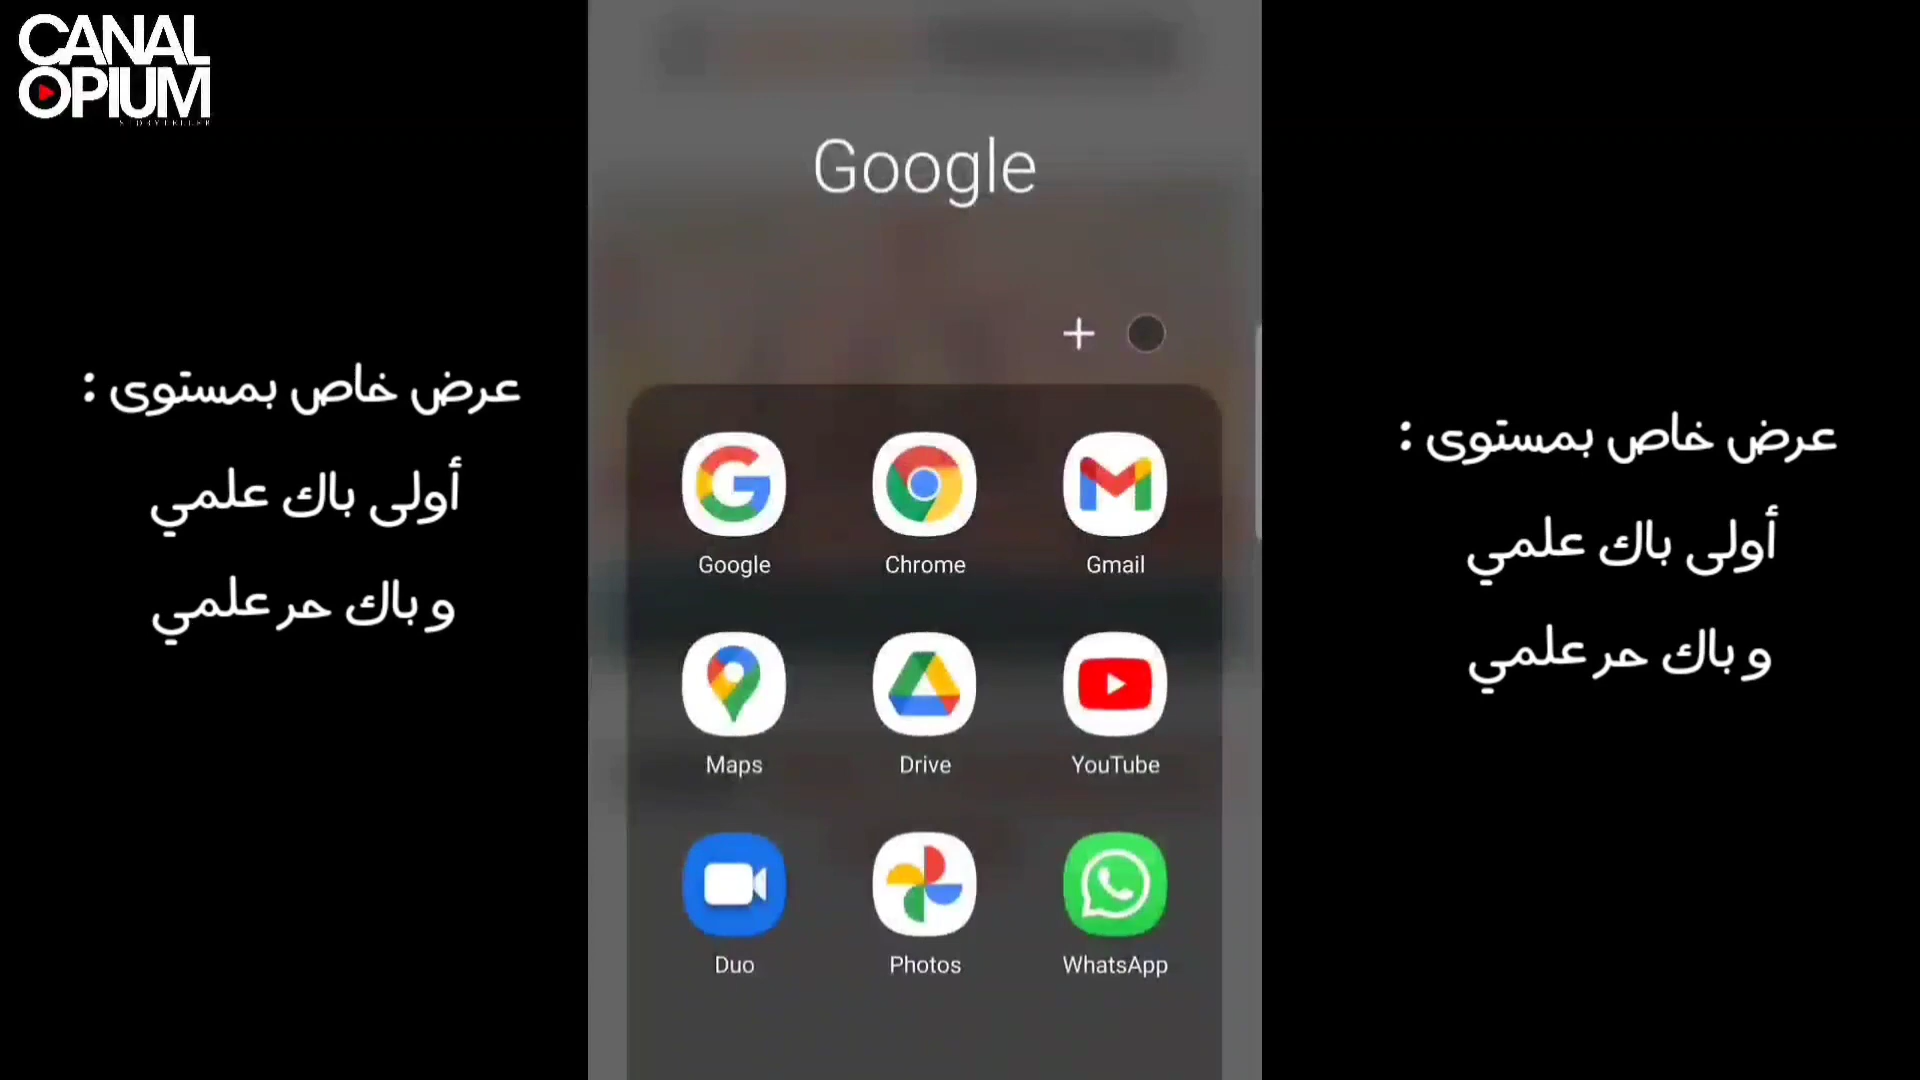 CANAL
OPIUM
STORYTELLER
Google
عرض خاص بمستوى :
أولى باك علمي
و باك حر علمي
Google
Chrome
Gmail
Maps
Drive
YouTube
Duo
Photos
WhatsApp
عرض خاص بمستوى :
أولى باك علمي
و باك حر علمي